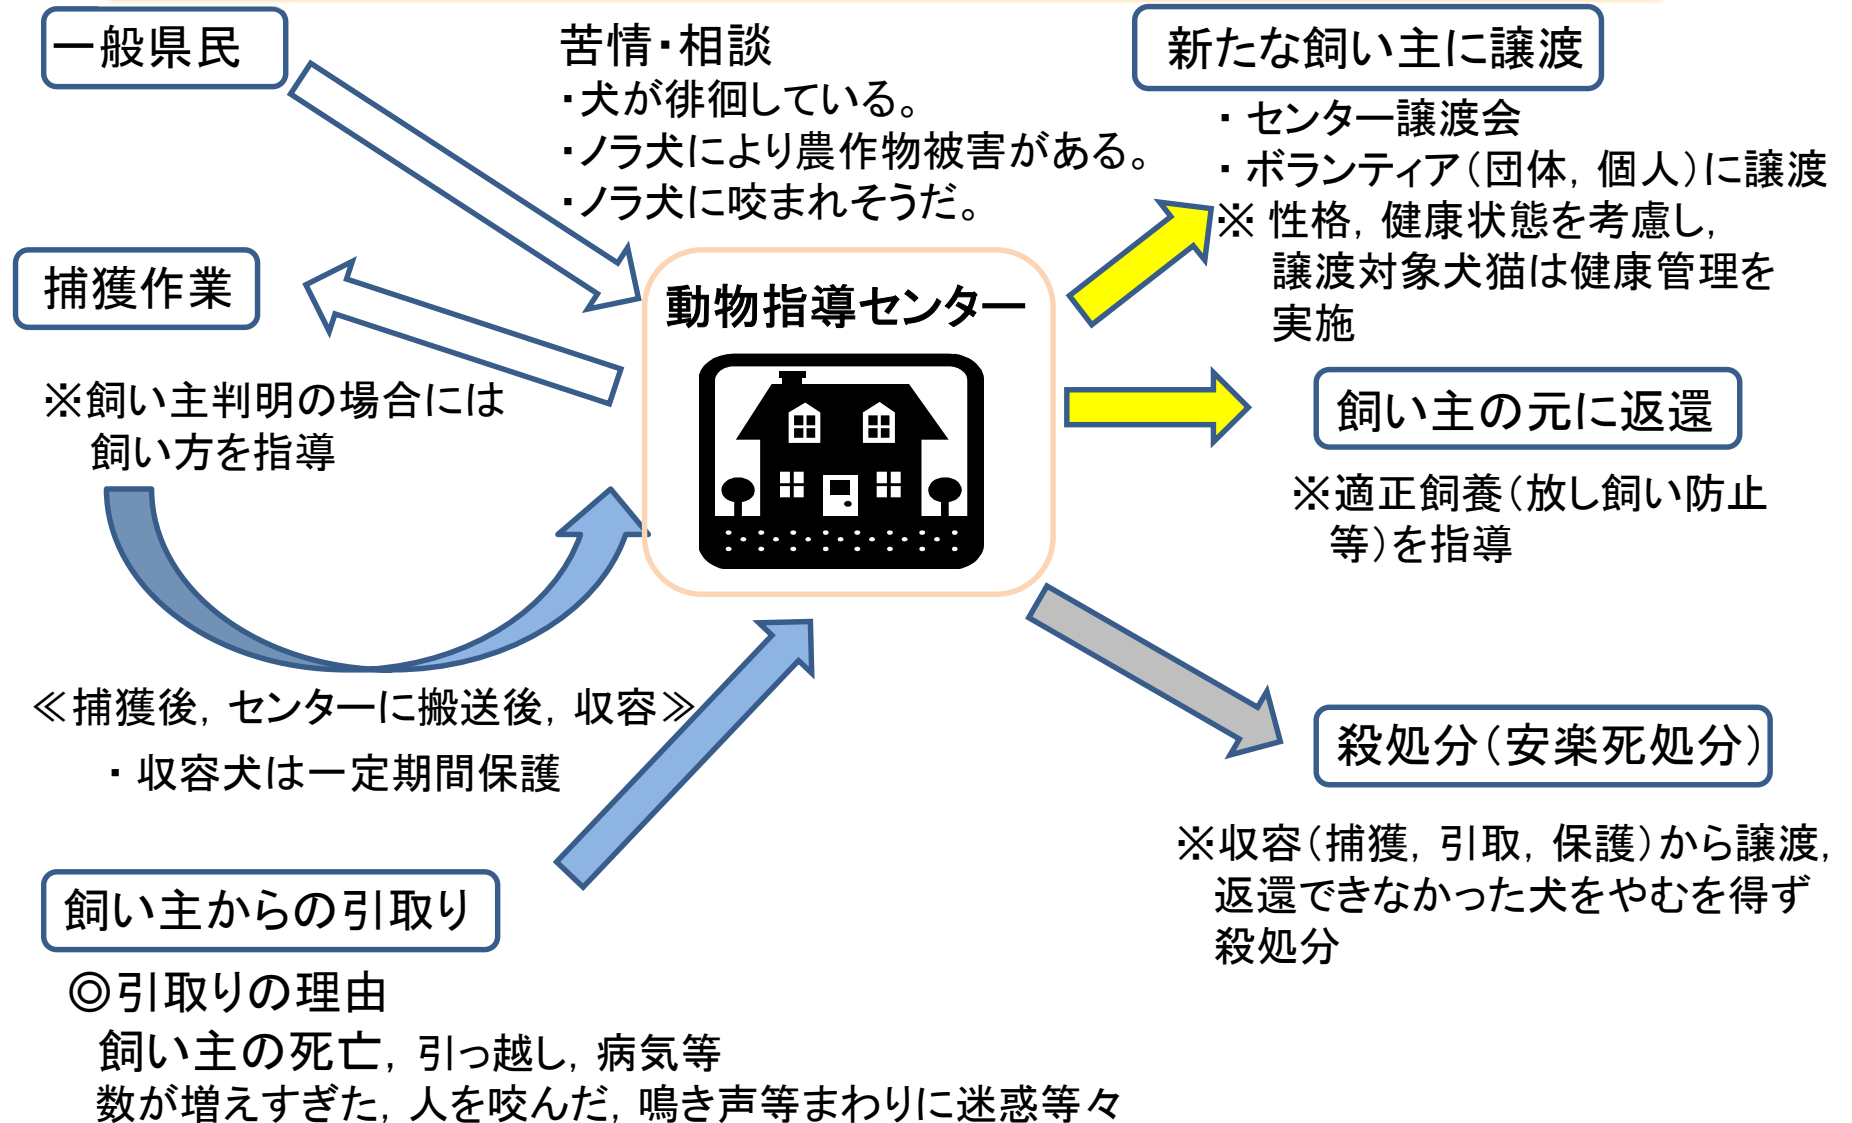 一般県民
苦情・相談
・犬が徘徊している。
・ノラ犬により農作物被害がある。
・ノラ犬に咬まれそうだ。
新たな飼い主に譲渡
・センター譲渡会
・ボランティア（団体，個人）に譲渡
※ 性格，健康状態を考慮し，
譲渡対象犬猫は健康管理を
実施
捕獲作業
※飼い主判明の場合には
飼い方を指導
動物指導センター
飼い主の元に返還
※適正飼養（放し飼い防止
等）を指導
≪捕獲後，センターに搬送後，収容≫
・収容犬は一定期間保護
殺処分（安楽死処分）
※収容（捕獲，引取，保護）から譲渡，
返還できなかった犬をやむを得ず
殺処分
飼い主からの引取り
◎引取りの理由
飼い主の死亡，引っ越し，病気等
数が増えすぎた，人を咬んだ，鳴き声等まわりに迷惑等々